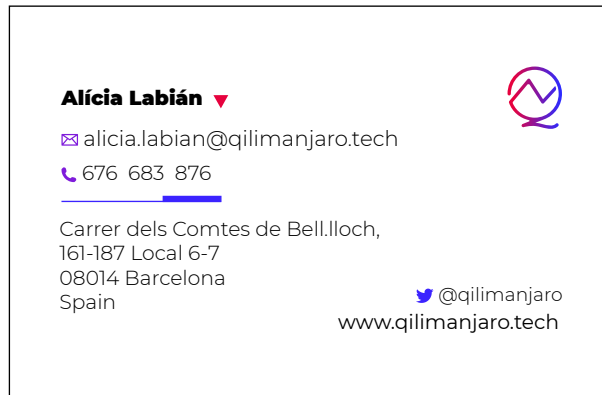 Alícia Labián
alicia.labian@qilimanjaro.tech
676 683 876
Carrer dels Comtes de Bell.lloch,
161-187 Local 6-7
08014 Barcelona
Spain
@qilimanjaro
www.qilimanjaro.tech